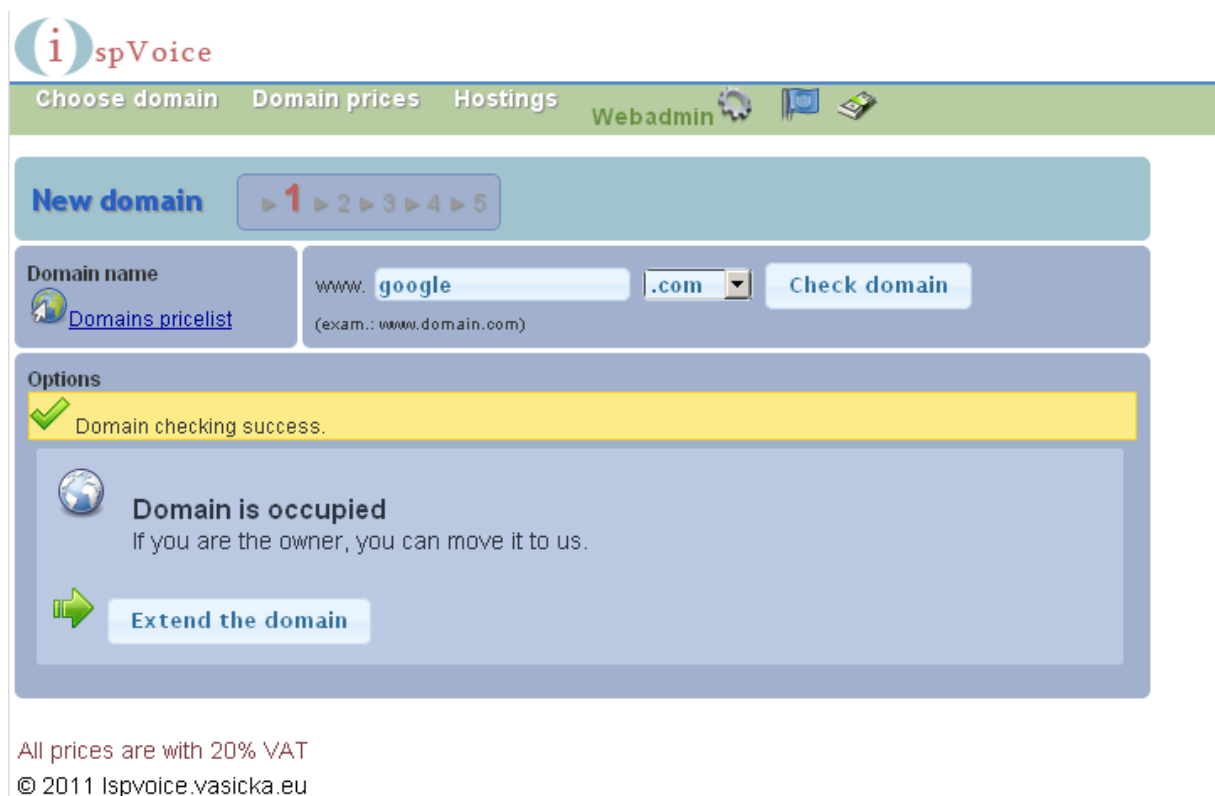 (i)spVoice
Choose domain Domain prices Hostings Webadmin
New domain 1 2 3 4 5
Domain name
Domains pricelist
www. google .com Check domain
(exam.: www.domain.com)
Options
Domain checking success.
Domain is occupied
If you are the owner, you can move it to us.
Extend the domain
All prices are with 20% VAT
© 2011 Ispvoice.vasicka.eu